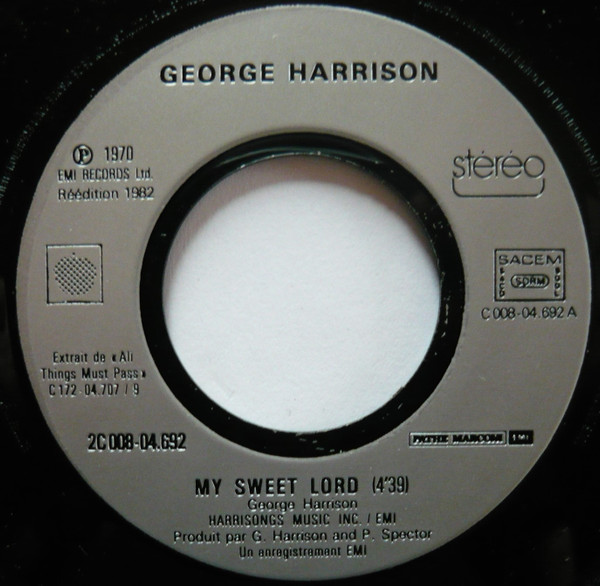 GEORGE HARRISON
℗ 1970
EMI RECORDS Ltd.
Réédition 1982
stéréo
SACEM
SACD
SDRM
SGDL
C 008-04.692 A
Extrait de « All
Things Must Pass »
C 172-04.707 / 9
2C 008-04.692
PATHE MARCONI EMI
MY SWEET LORD (4'39)
George Harrison
HARRISONGS MUSIC INC. / EMI
Produit par G. Harrison and P. Spector
Un enregistrement EMI